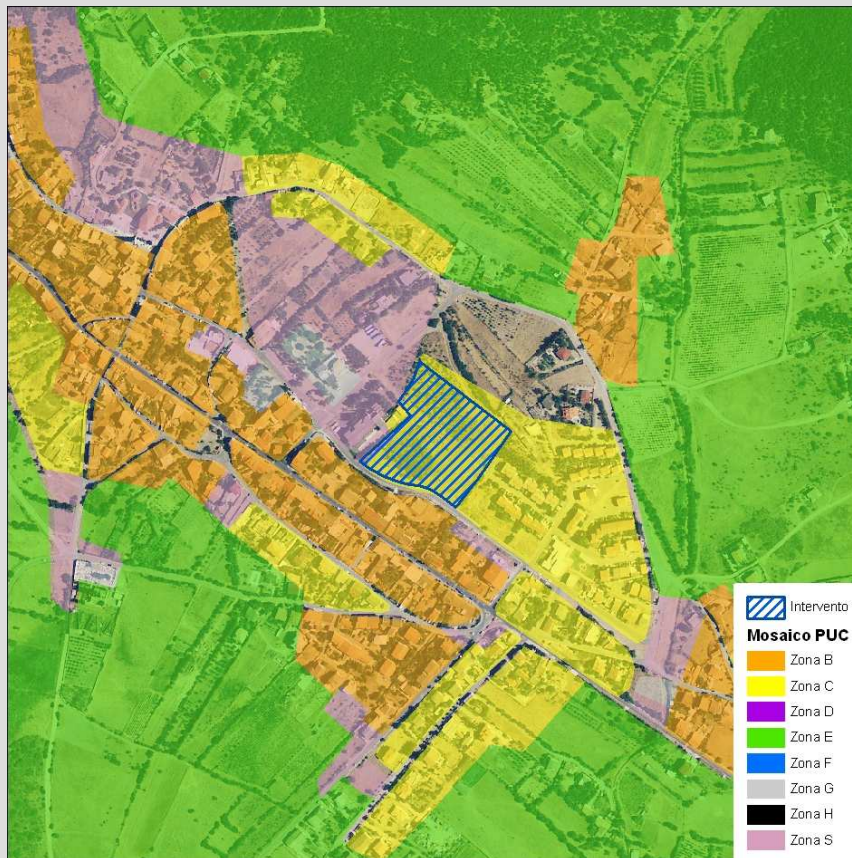 Intervento
Mosaico PUC
Zona B
Zona C
Zona D
Zona E
Zona F
Zona G
Zona H
Zona S